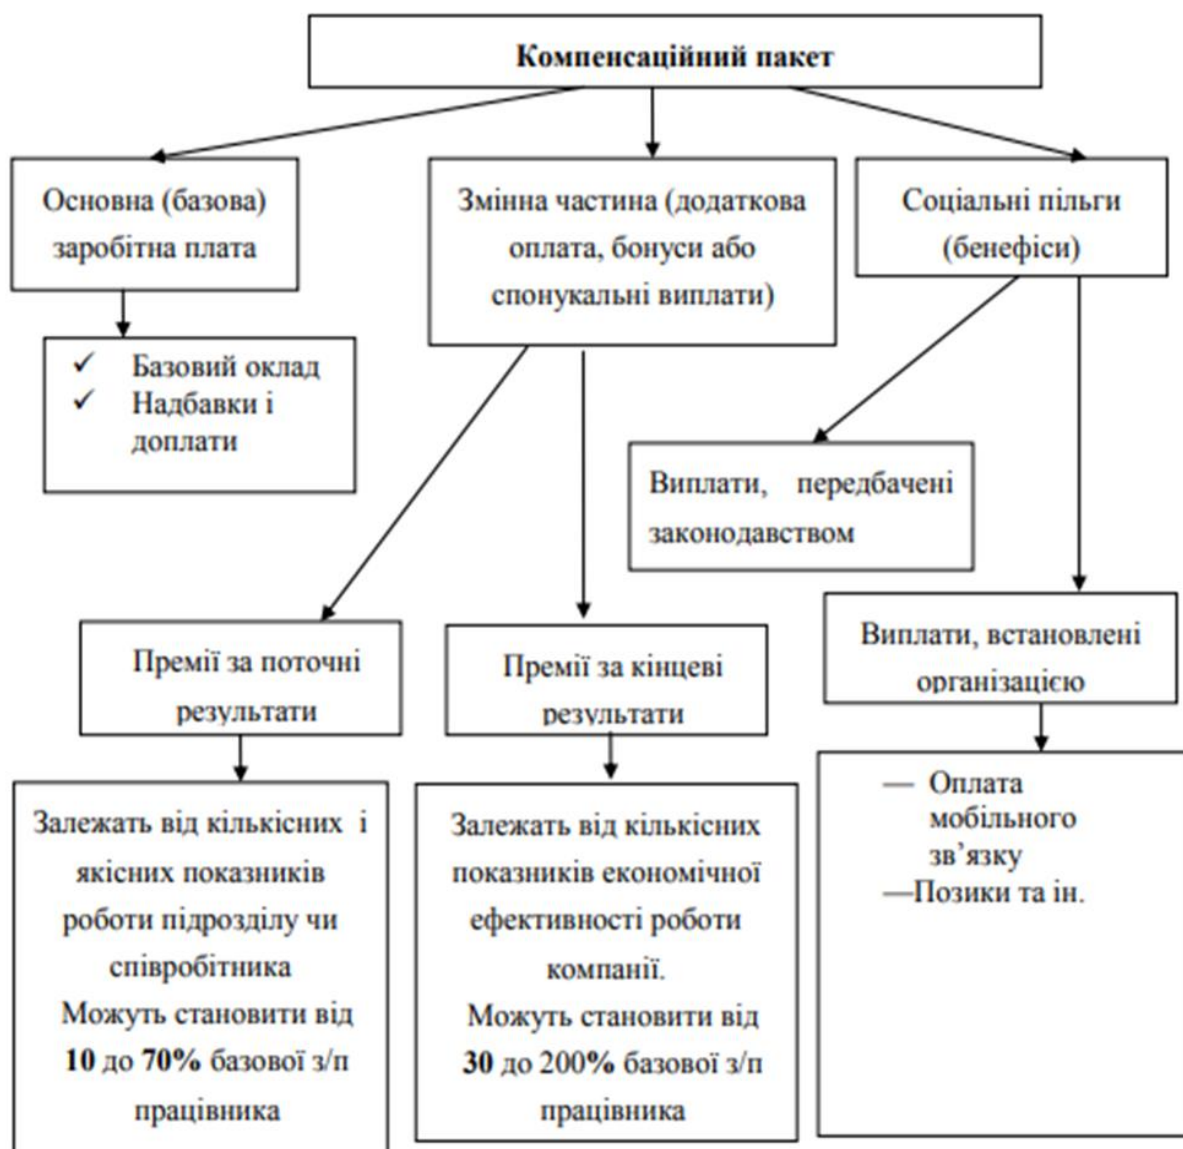 Компенсаційний пакет
Основна (базова)
заробітна плата
Змінна частина (додаткова
оплата, бонуси або
спонукальні виплати)
Соціальні пільги
(бенефіси)
✓ Базовий оклад
✓ Надбавки і
доплати
Виплати, передбачені
законодавством
Премії за поточні
результати
Премії за кінцеві
результати
Виплати, встановлені
організацією
Залежать від кількісних і
якісних показників
роботи підрозділу чи
співробітника
Можуть становити від
10 до 70% базової з/п
працівника
Залежать від кількісних
показників економічної
ефективності роботи
компанії.
Можуть становити від
30 до 200% базової з/п
працівника
— Оплата
мобільного
зв’язку
—Позики та ін.